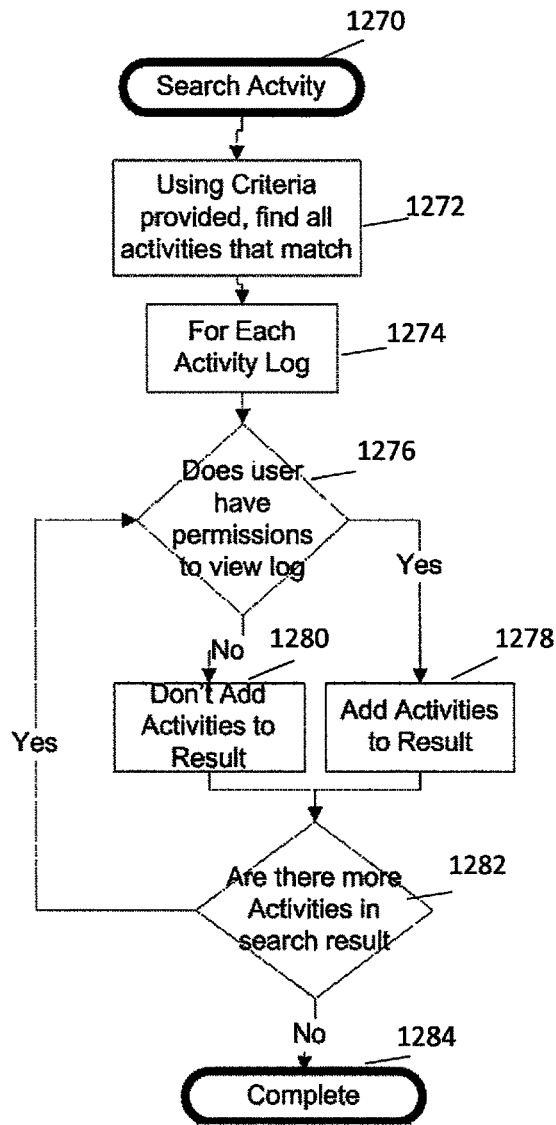 1270
Search Actvity
Using Criteria
provided, find all
activities that match
1272
For Each
Activity Log
1274
1276
Does user
have
permissions
to view log
Yes
No
1280
1278
Don't Add
Activities to
Result
Add Activities
to Result
Yes
Are there more
Activities in
search result
1282
No
1284
Complete